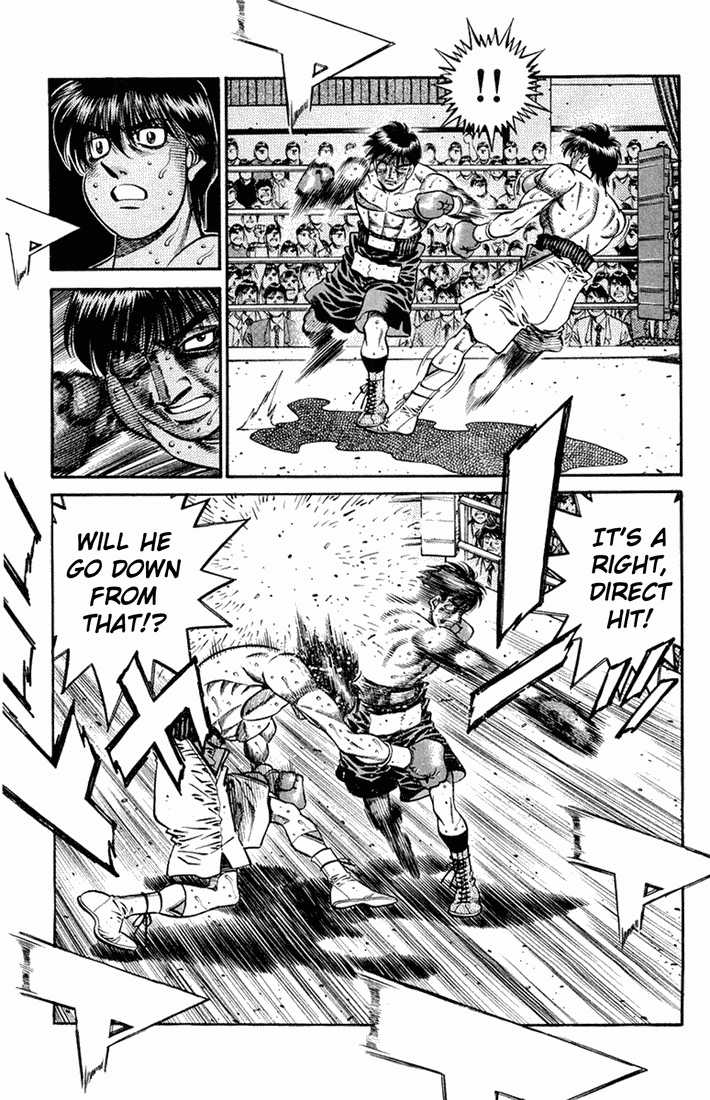 !!
IT'S A
RIGHT,
DIRECT
HIT!
WILL HE
GO DOWN
FROM
THAT!?